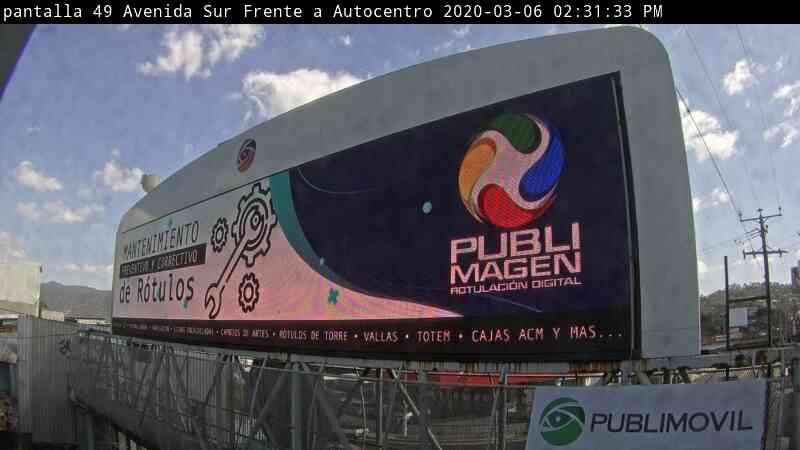 pantalla 49 Avenida Sur Frente a Autocentro 2020-03-06 02:31:33 PM
MANTENIMIENTO
PREVENTIVO Y CORRECTIVO
de Rótulos
PUBLI
MAGEN
ROTULACIÓN DIGITAL
• CAMBIOS DE ARTES • ROTULOS DE TORRE • VALLAS • TOTEM • CAJAS ACM Y MAS...
PUBLIMOVIL